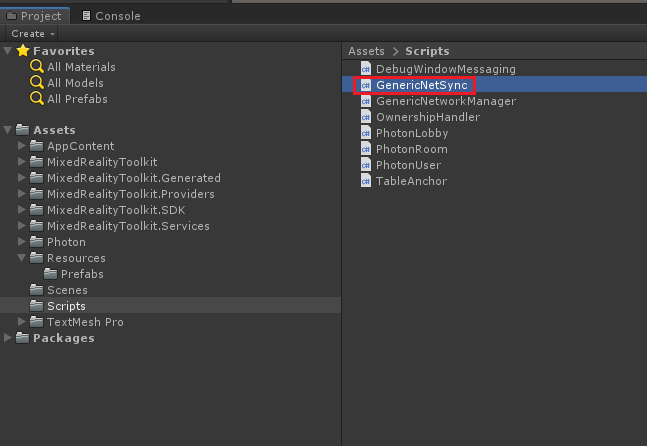 Project Console
Create
Favorites
All Materials
All Models
All Prefabs
Assets
AppContent
MixedRealityToolkit
MixedRealityToolkit.Generated
MixedRealityToolkit.Providers
MixedRealityToolkit.SDK
MixedRealityToolkit.Services
Photon
Resources
Prefabs
Scenes
Scripts
TextMesh Pro
Packages
Assets > Scripts
C# DebugWindowMessaging
C# GenericNetSync
C# GenericNetworkManager
C# OwnershipHandler
C# PhotonLobby
C# PhotonRoom
C# PhotonUser
C# TableAnchor